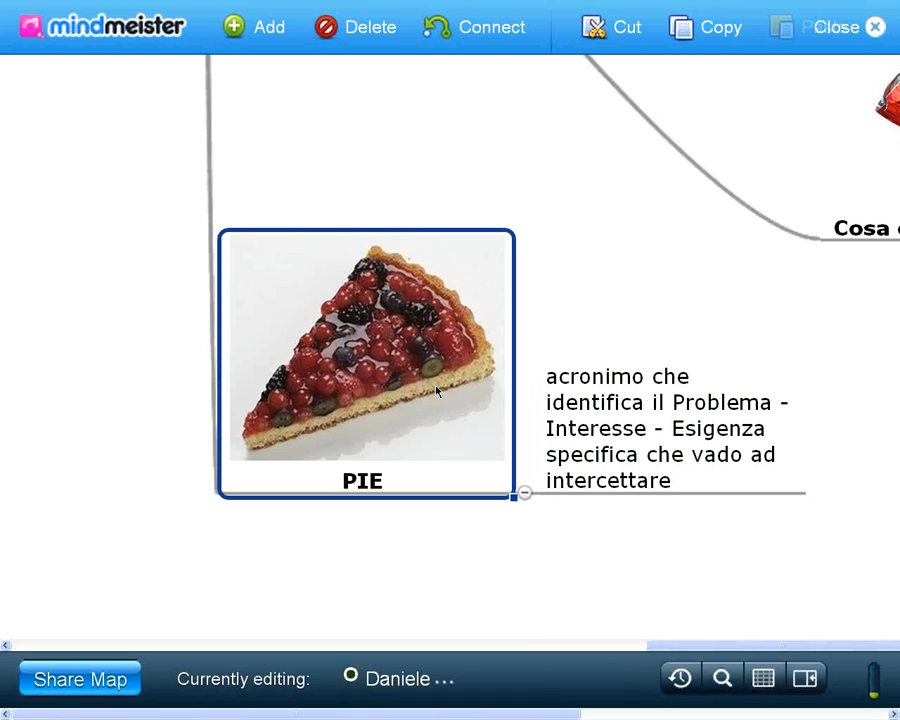 mindmeister Add Delete Connect Cut Copy Close
Cosa
PIE
acronimo che
identifica il Problema -
Interesse - Esigenza
specifica che vado ad
intercettare
Share Map Currently editing: Daniele ...